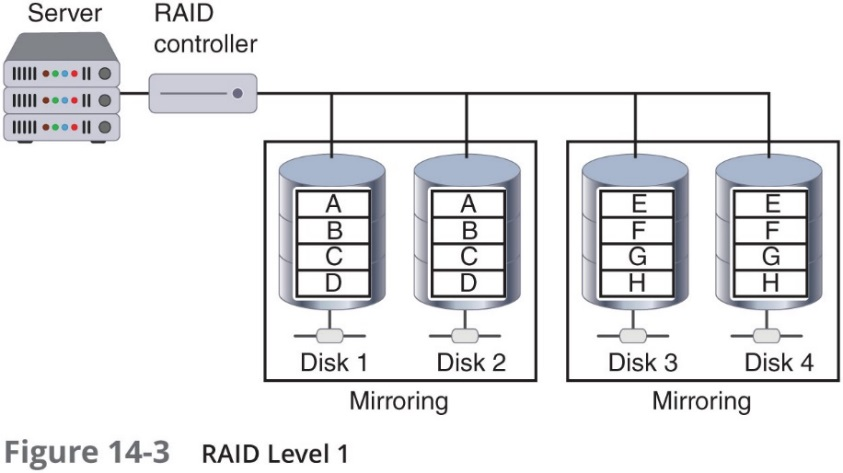 Server
RAID
controller
A A E E
B B F F
C C G G
D D H H
Disk 1 Disk 2 Disk 3 Disk 4
Mirroring Mirroring
Figure 14-3 RAID Level 1